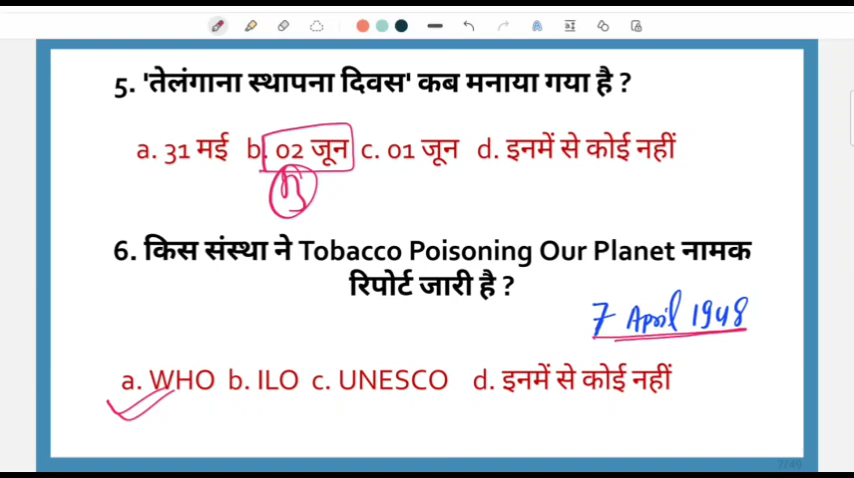 5. 'तेलंगाना स्थापना दिवस' कब मनाया गया है ?
a. 31 मई b. 02 जून c. 01 जून d. इनमें से कोई नहीं
6. किस संस्था ने Tobacco Poisoning Our Planet नामक
रिपोर्ट जारी है ?
7 April 1948
a. WHO b. ILO c. UNESCO d. इनमें से कोई नहीं